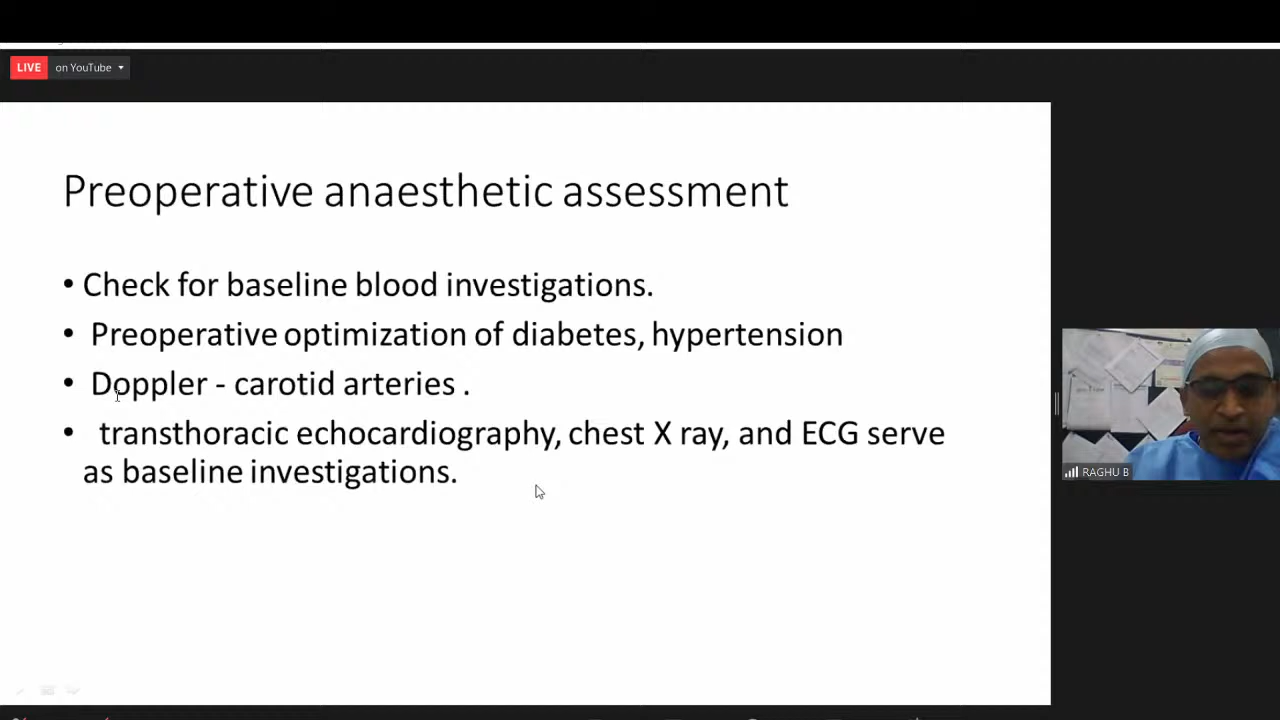 LIVE on YouTube
Preoperative anaesthetic assessment
• Check for baseline blood investigations.
• Preoperative optimization of diabetes, hypertension
• Doppler - carotid arteries .
• transthoracic echocardiography, chest X ray, and ECG serve
as baseline investigations.
RAGHU B